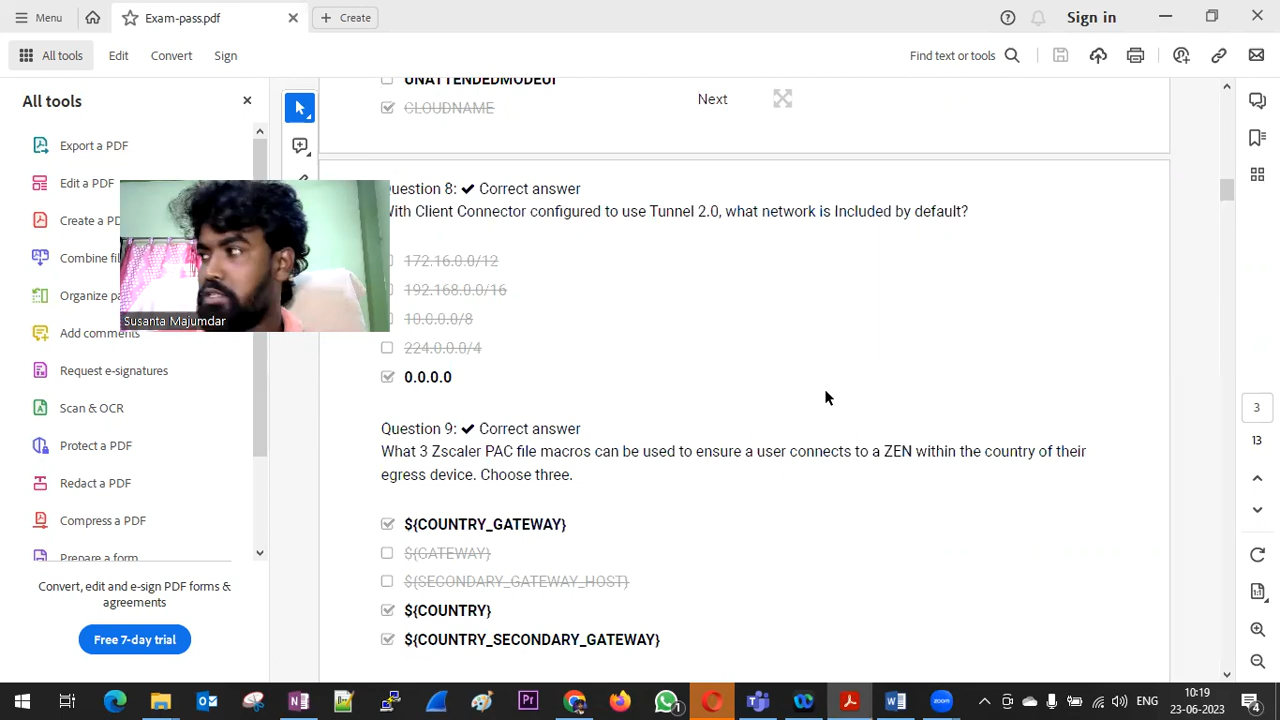 Menu
Exam-pass.pdf
Create
Sign in
All tools
Edit
Convert
Sign
Find text or tools
All tools
Export a PDF
Edit a PDF
Create a PD
Combine fil
Organize pa
Add comments
Request e-signatures
Scan & OCR
Protect a PDF
Redact a PDF
Compress a PDF
Prepare a form
Convert, edit and e-sign PDF forms &
agreements
Free 7-day trial
Susanta Majumdar
UNATTENDEDMODEUI
CLOUDNAME
Next
uestion 8: ✔ Correct answer
With Client Connector configured to use Tunnel 2.0, what network is Included by default?
172.16.0.0/12
192.168.0.0/16
10.0.0.0/8
224.0.0.0/4
0.0.0.0
Question 9: ✔ Correct answer
What 3 Zscaler PAC file macros can be used to ensure a user connects to a ZEN within the country of their
egress device. Choose three.
${COUNTRY_GATEWAY}
${GATEWAY}
${SECONDARY_GATEWAY_HOST}
${COUNTRY}
${COUNTRY_SECONDARY_GATEWAY}
3
13
1:1
ENG
10:19
23-06-2023
1
4
zoom